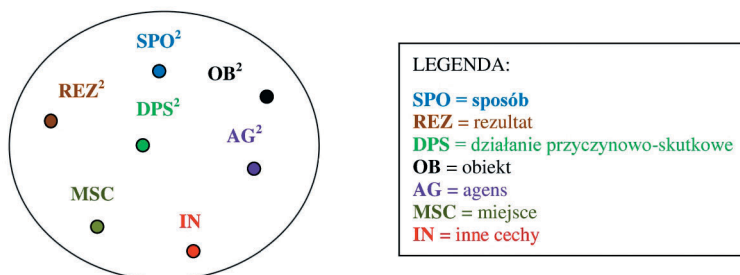 SPO²
OB²
REZ²
DPS²
AG²
MSC
IN
LEGENDA:
SPO = sposób
REZ = rezultat
DPS = działanie przyczynowo-skutkowe
OB = obiekt
AG = agens
MSC = miejsce
IN = inne cechy